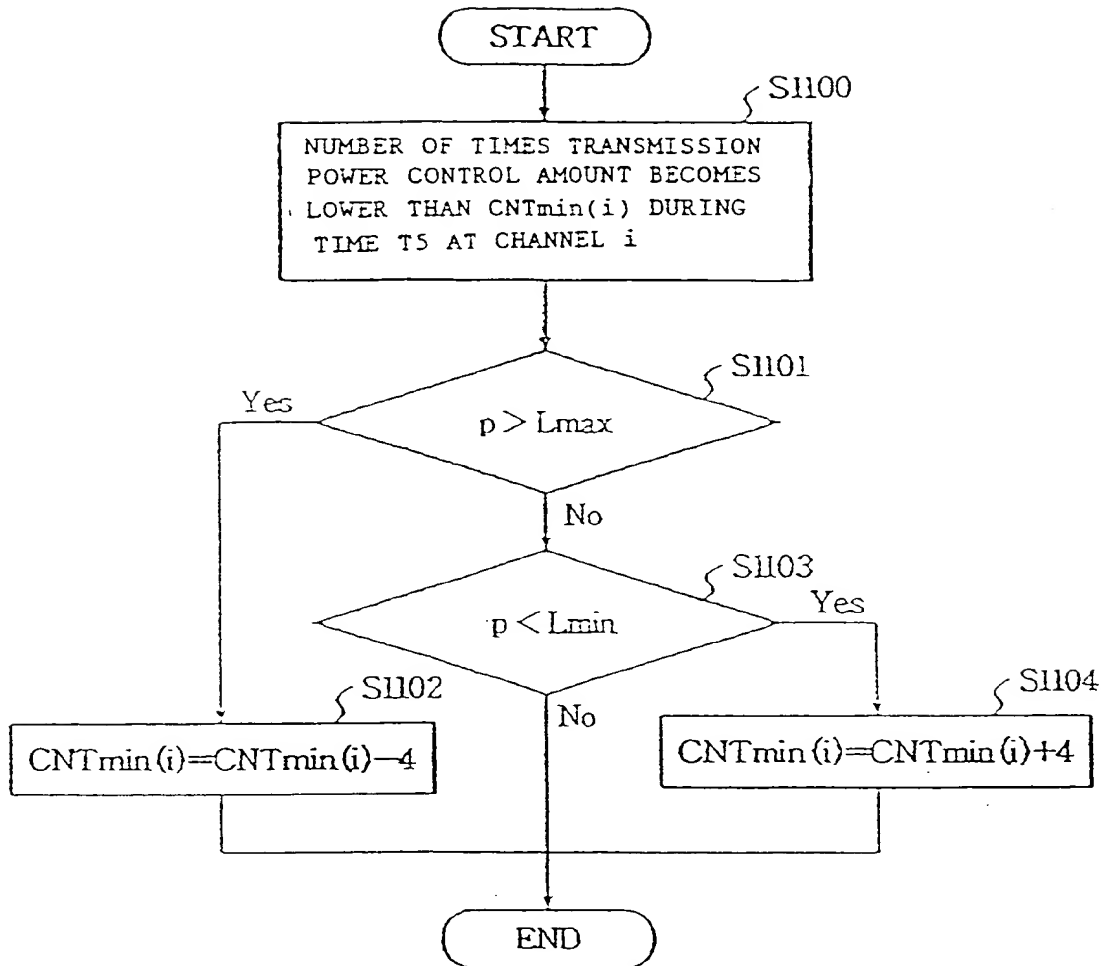 START
S1100
NUMBER OF TIMES TRANSMISSION
POWER CONTROL AMOUNT BECOMES
LOWER THAN CNTmin(i) DURING
TIME T5 AT CHANNEL i
S1101
Yes
p > Lmax
No
S1103
p < Lmin
Yes
S1102
No
S1104
CNTmin(i)=CNTmin(i)−4
CNTmin(i)=CNTmin(i)+4
END